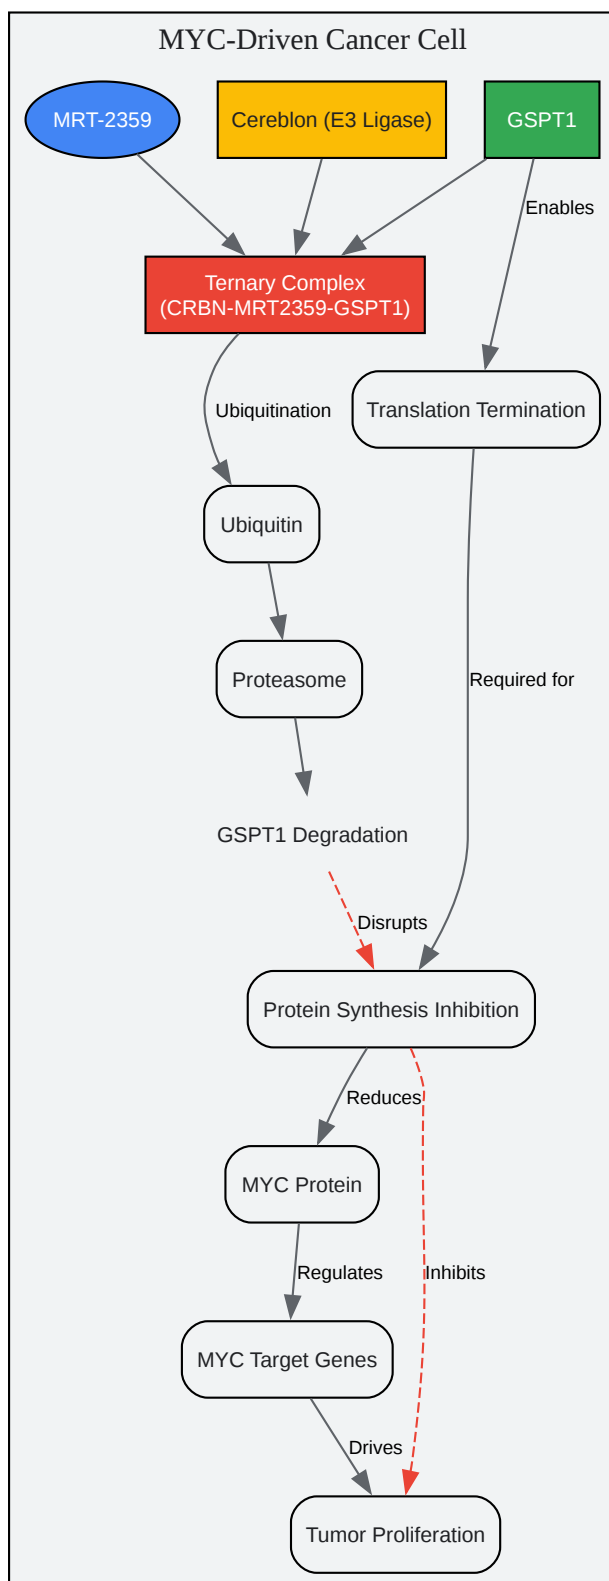 MYC-Driven Cancer Cell
MRT-2359
Cereblon (E3 Ligase)
GSPT1
Enables
Ternary Complex
(CRBN-MRT2359-GSPT1)
Translation Termination
Ubiquitination
Ubiquitin
Proteasome
Required for
GSPT1 Degradation
Disrupts
Protein Synthesis Inhibition
Reduces
MYC Protein
Regulates
Inhibits
MYC Target Genes
Drives
Tumor Proliferation